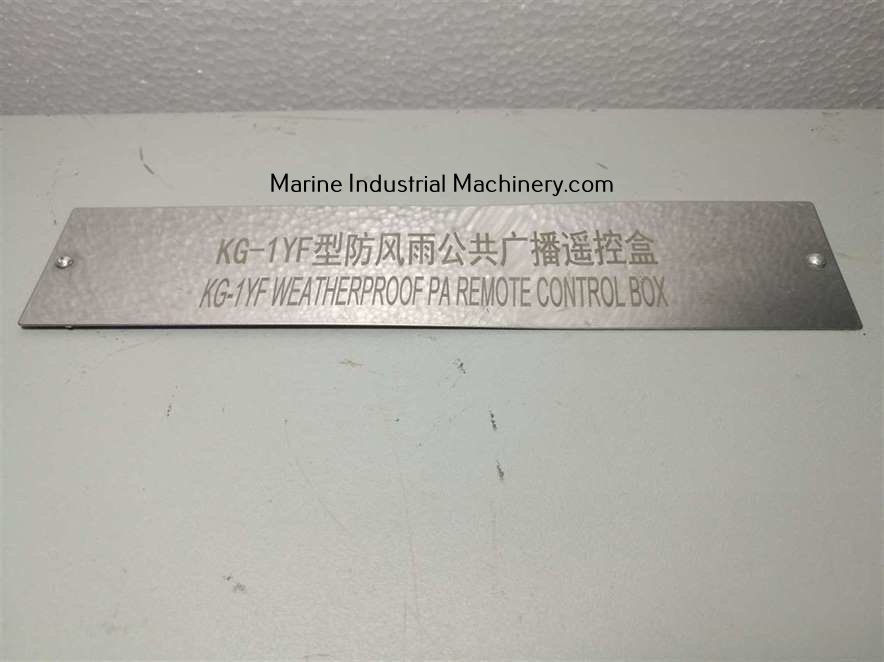 Marine Industrial Machinery.com
KG-1YF型防风雨公共广播遥控盒
KG-1YF WEATHERPROOF PA REMOTE CONTROL BOX